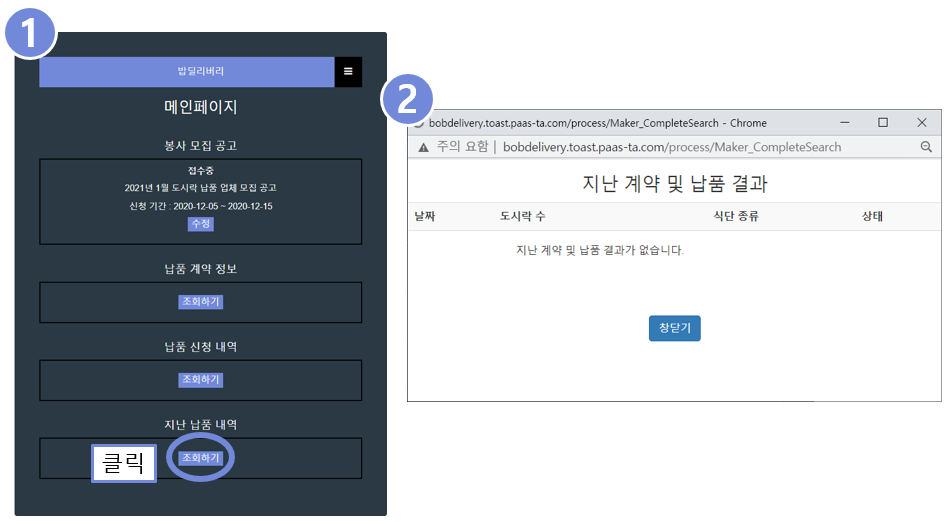 1
밥딜리버리
메인페이지
봉사 모집 공고
접수중
2021년 1월 도시락 납품 업체 모집 공고
신청 기간 : 2020-12-05 ~ 2020-12-15
수정
납품 계약 정보
조회하기
납품 신청 내역
조회하기
지난 납품 내역
클릭 조회하기
2
bobdelivery.toast.paas-ta.com/process/Maker_CompleteSearch - Chrome
주의 요함 | bobdelivery.toast.paas-ta.com/process/Maker_CompleteSearch
지난 계약 및 납품 결과
날짜 도시락 수 식단 종류 상태
지난 계약 및 납품 결과가 없습니다.
창닫기